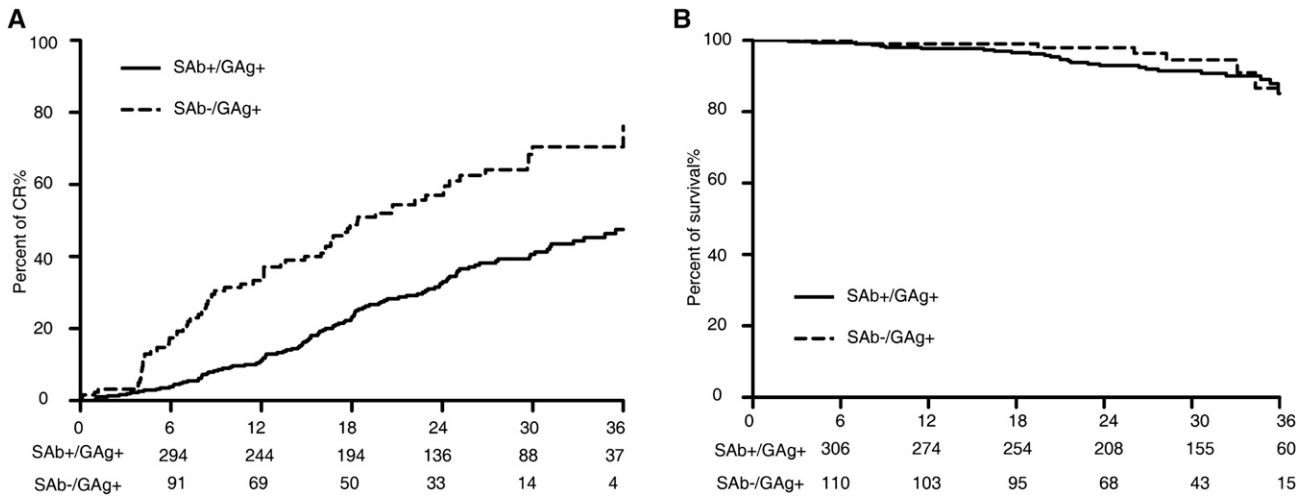 A
Percent of CR%
100
80
60
40
20
0
SAb+/GAg+
SAb-/GAg+
0 6 12 18 24 30 36
SAb+/GAg+ 294 244 194 136 88 37
SAb-/GAg+ 91 69 50 33 14 4
B
Percent of survival%
100
80
60
40
20
0
SAb+/GAg+
SAb-/GAg+
0 6 12 18 24 30 36
SAb+/GAg+ 306 274 254 208 155 60
SAb-/GAg+ 110 103 95 68 43 15